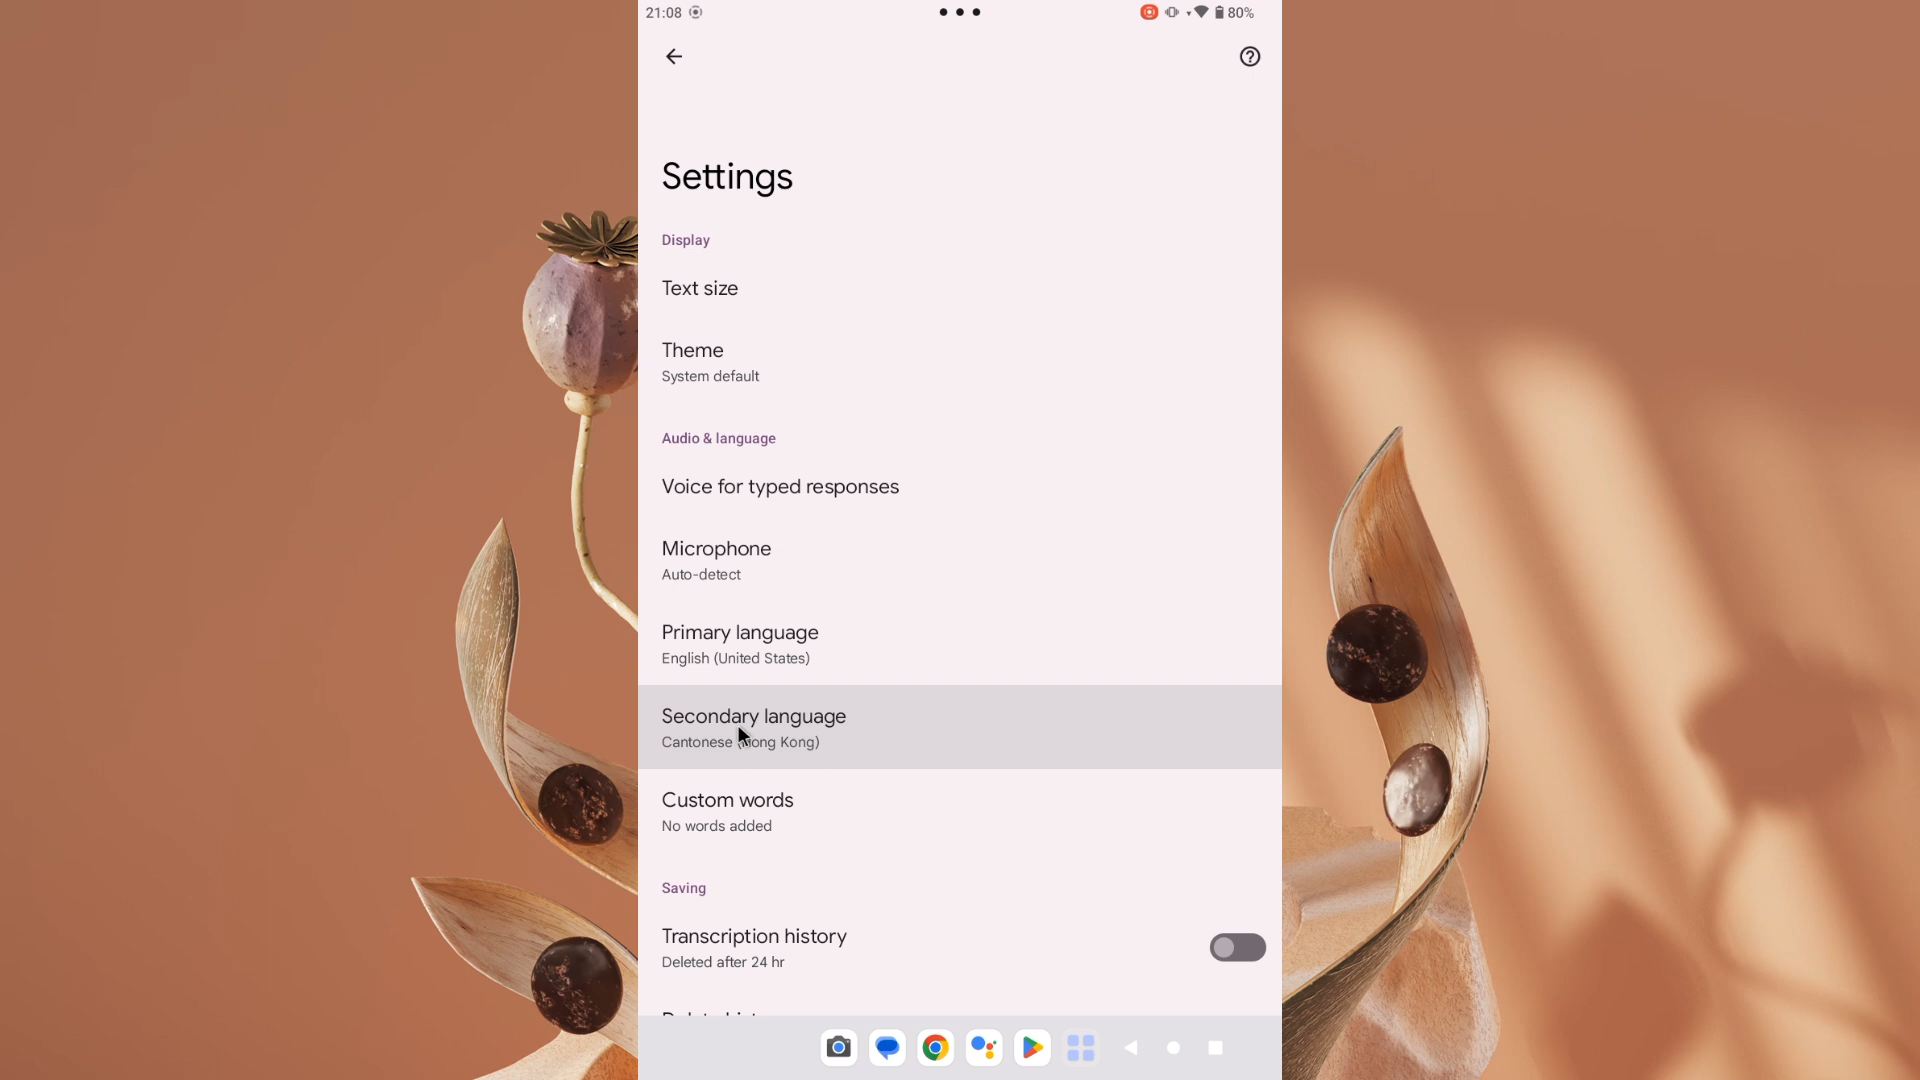 21:08
80%
Settings
Display
Text size
Theme
System default
Audio & language
Voice for typed responses
Microphone
Auto-detect
Primary language
English (United States)
Secondary language
Cantonese Kong)
Custom words
No words added
Saving
Transcription history
Deleted after 24 hr